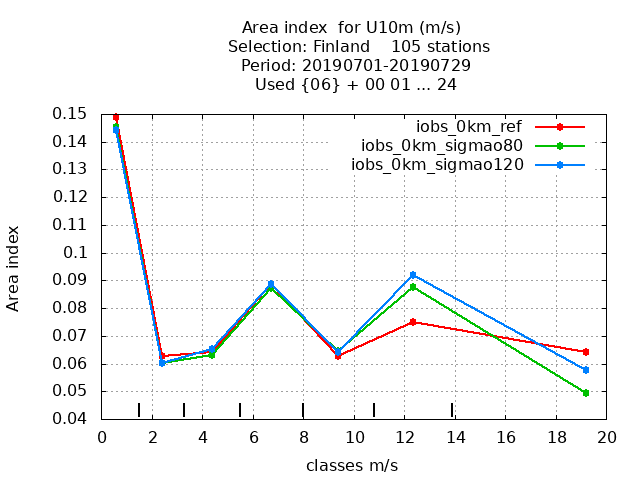 Area index  for U10m (m/s)
Selection: Finland    105 stations
Period: 20190701-20190729
Used {06} + 00 01 ... 24
0.15
0.14
0.13
0.12
0.11
0.1
0.09
0.08
0.07
0.06
0.05
0.04
Area index
iobs_0km_ref
iobs_0km_sigmao80
iobs_0km_sigmao120
0 2 4 6 8 10 12 14 16 18 20
classes m/s